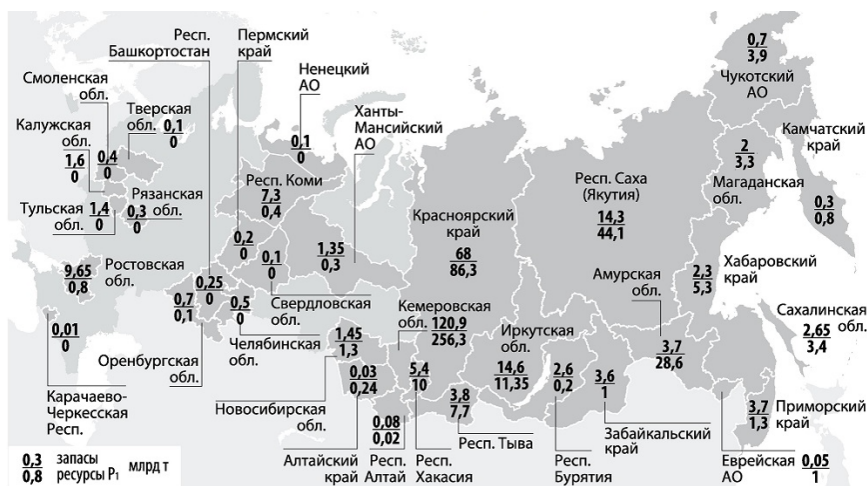 Респ.
Башкортостан
Пермский
край
Ненецкий
АО
Ханты-
Мансийский
АО
Смоленская
обл.
Тверская
обл.
0,1
0
Калужская
обл.
1,6
0
0,4
0
Тульская
обл.
1,4
0
Рязанская
обл.
0,3
0
0,1
0
Респ. Коми
7,3
0,4
0,2
0
0,1
0
1,35
0,3
Свердловская
обл.
Ростовская
обл.
9,65
0,8
0,7
0,1
0,25
0
0,5
0
Челябинская
обл.
Оренбургская
обл.
0,01
0
Карачаево-
Черкесская
Респ.
Красноярский
край
68
86,3
Респ. Саха
(Якутия)
14,3
44,1
0,7
3,9
Чукотский
АО
2
3,3
Магаданская
обл.
Камчатский
край
0,3
0,8
Хабаровский
край
2,3
5,3
Амурская
обл.
3,7
28,6
Сахалинская
обл.
2,65
3,4
Кемеровская
обл.
120,9
256,3
1,45
1,3
Новосибирская
обл.
0,03
0,24
Алтайский
край
0,08
0,02
Респ.
Алтай
5,4
10
Респ.
Хакасия
3,8
7,7
Респ. Тыва
Иркутская
обл.
14,6
11,35
2,6
0,2
Респ.
Бурятия
3,6
1
Забайкальский
край
3,7
1,3
Приморский
край
Еврейская
АО
0,05
1
0,3 запасы
0,8 ресурсы P₁
млрд т